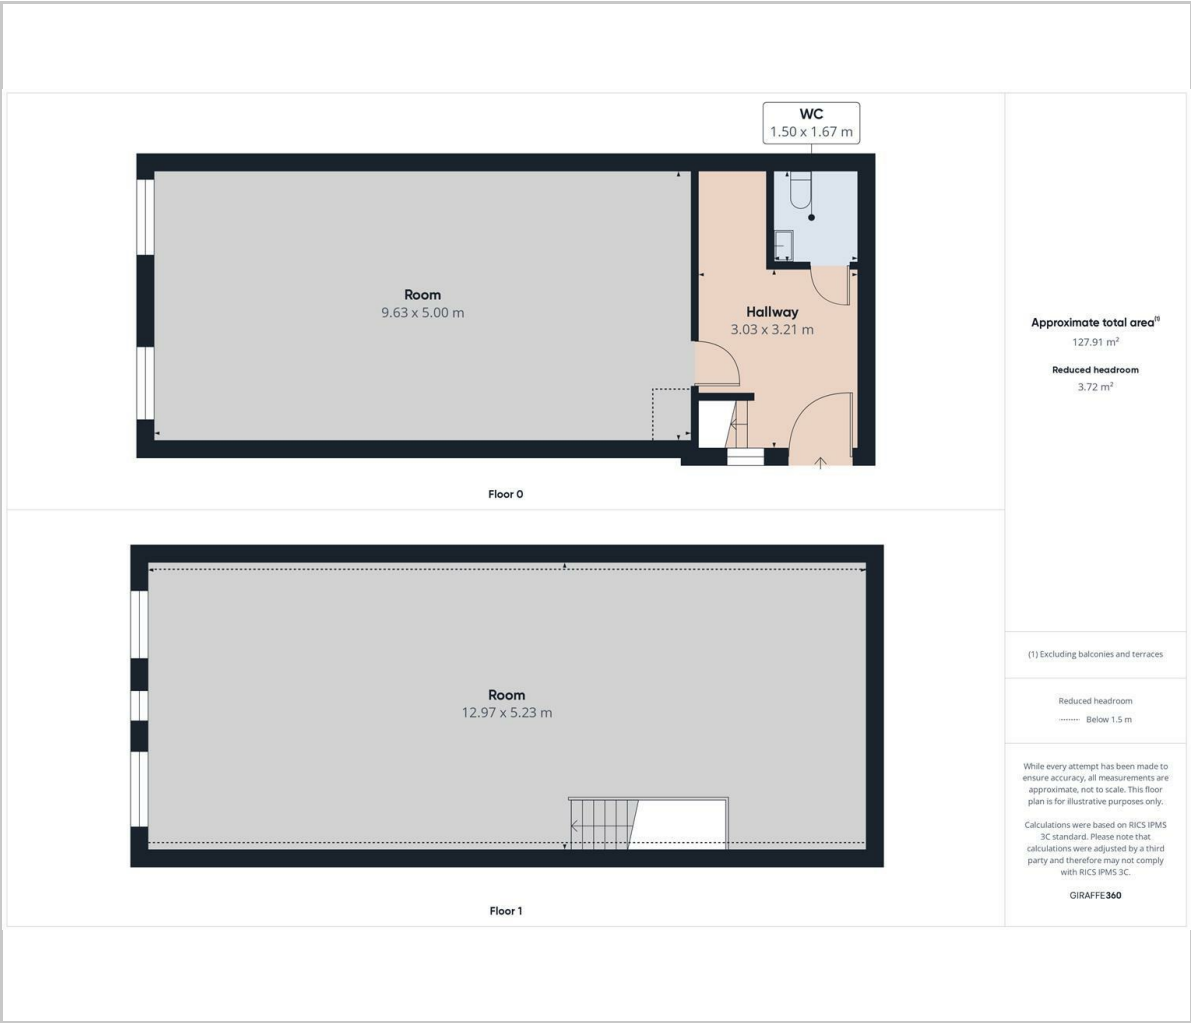 WC
1.50 x 1.67 m
Room
9.63 x 5.00 m
Hallway
3.03 x 3.21 m
Floor 0
Room
12.97 x 5.23 m
Floor 1
Approximate total area(1)
127.91 m²
Reduced headroom
3.72 m²
(1) Excluding balconies and terraces
Reduced headroom
Below 1.5 m
While every attempt has been made to
ensure accuracy, all measurements are
approximate, not to scale. This floor
plan is for illustrative purposes only.
Calculations were based on RICS IPMS
3C standard. Please note that
calculations were adjusted by a third
party and therefore may not comply
with RICS IPMS 3C.
GIRAFFE360